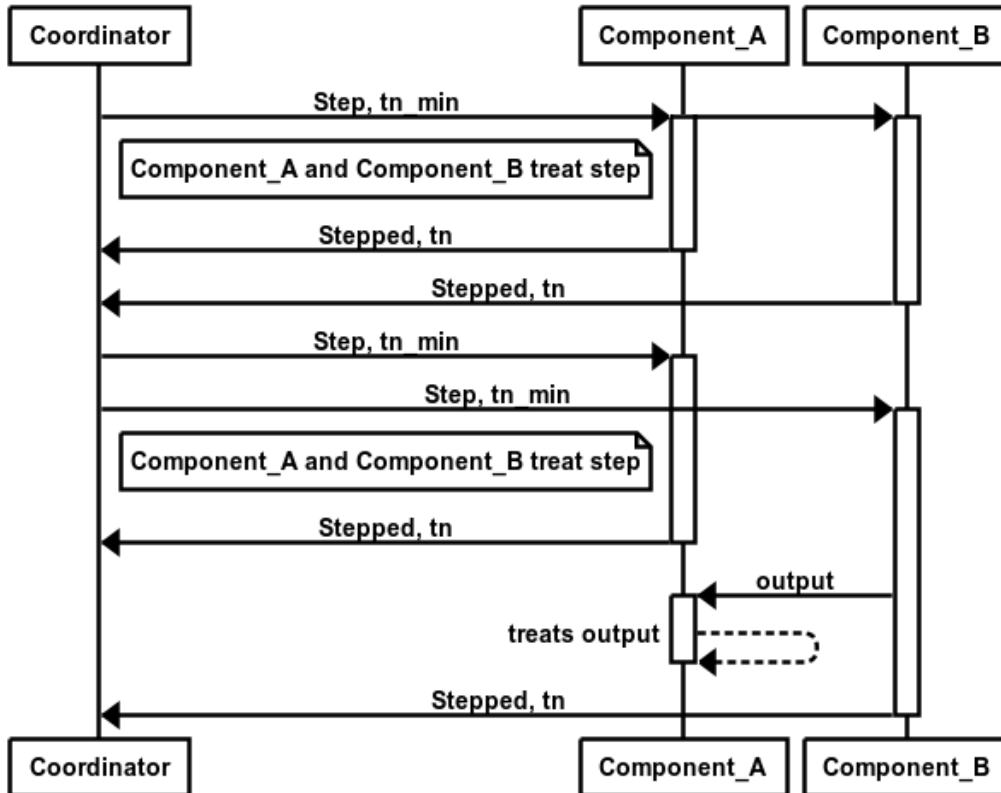 Coordinator
Component_A
Component_B
Step, tn_min
Component_A and Component_B treat step
Stepped, tn
Stepped, tn
Step, tn_min
Step, tn_min
Component_A and Component_B treat step
Stepped, tn
output
treats output
Stepped, tn
Coordinator
Component_A
Component_B